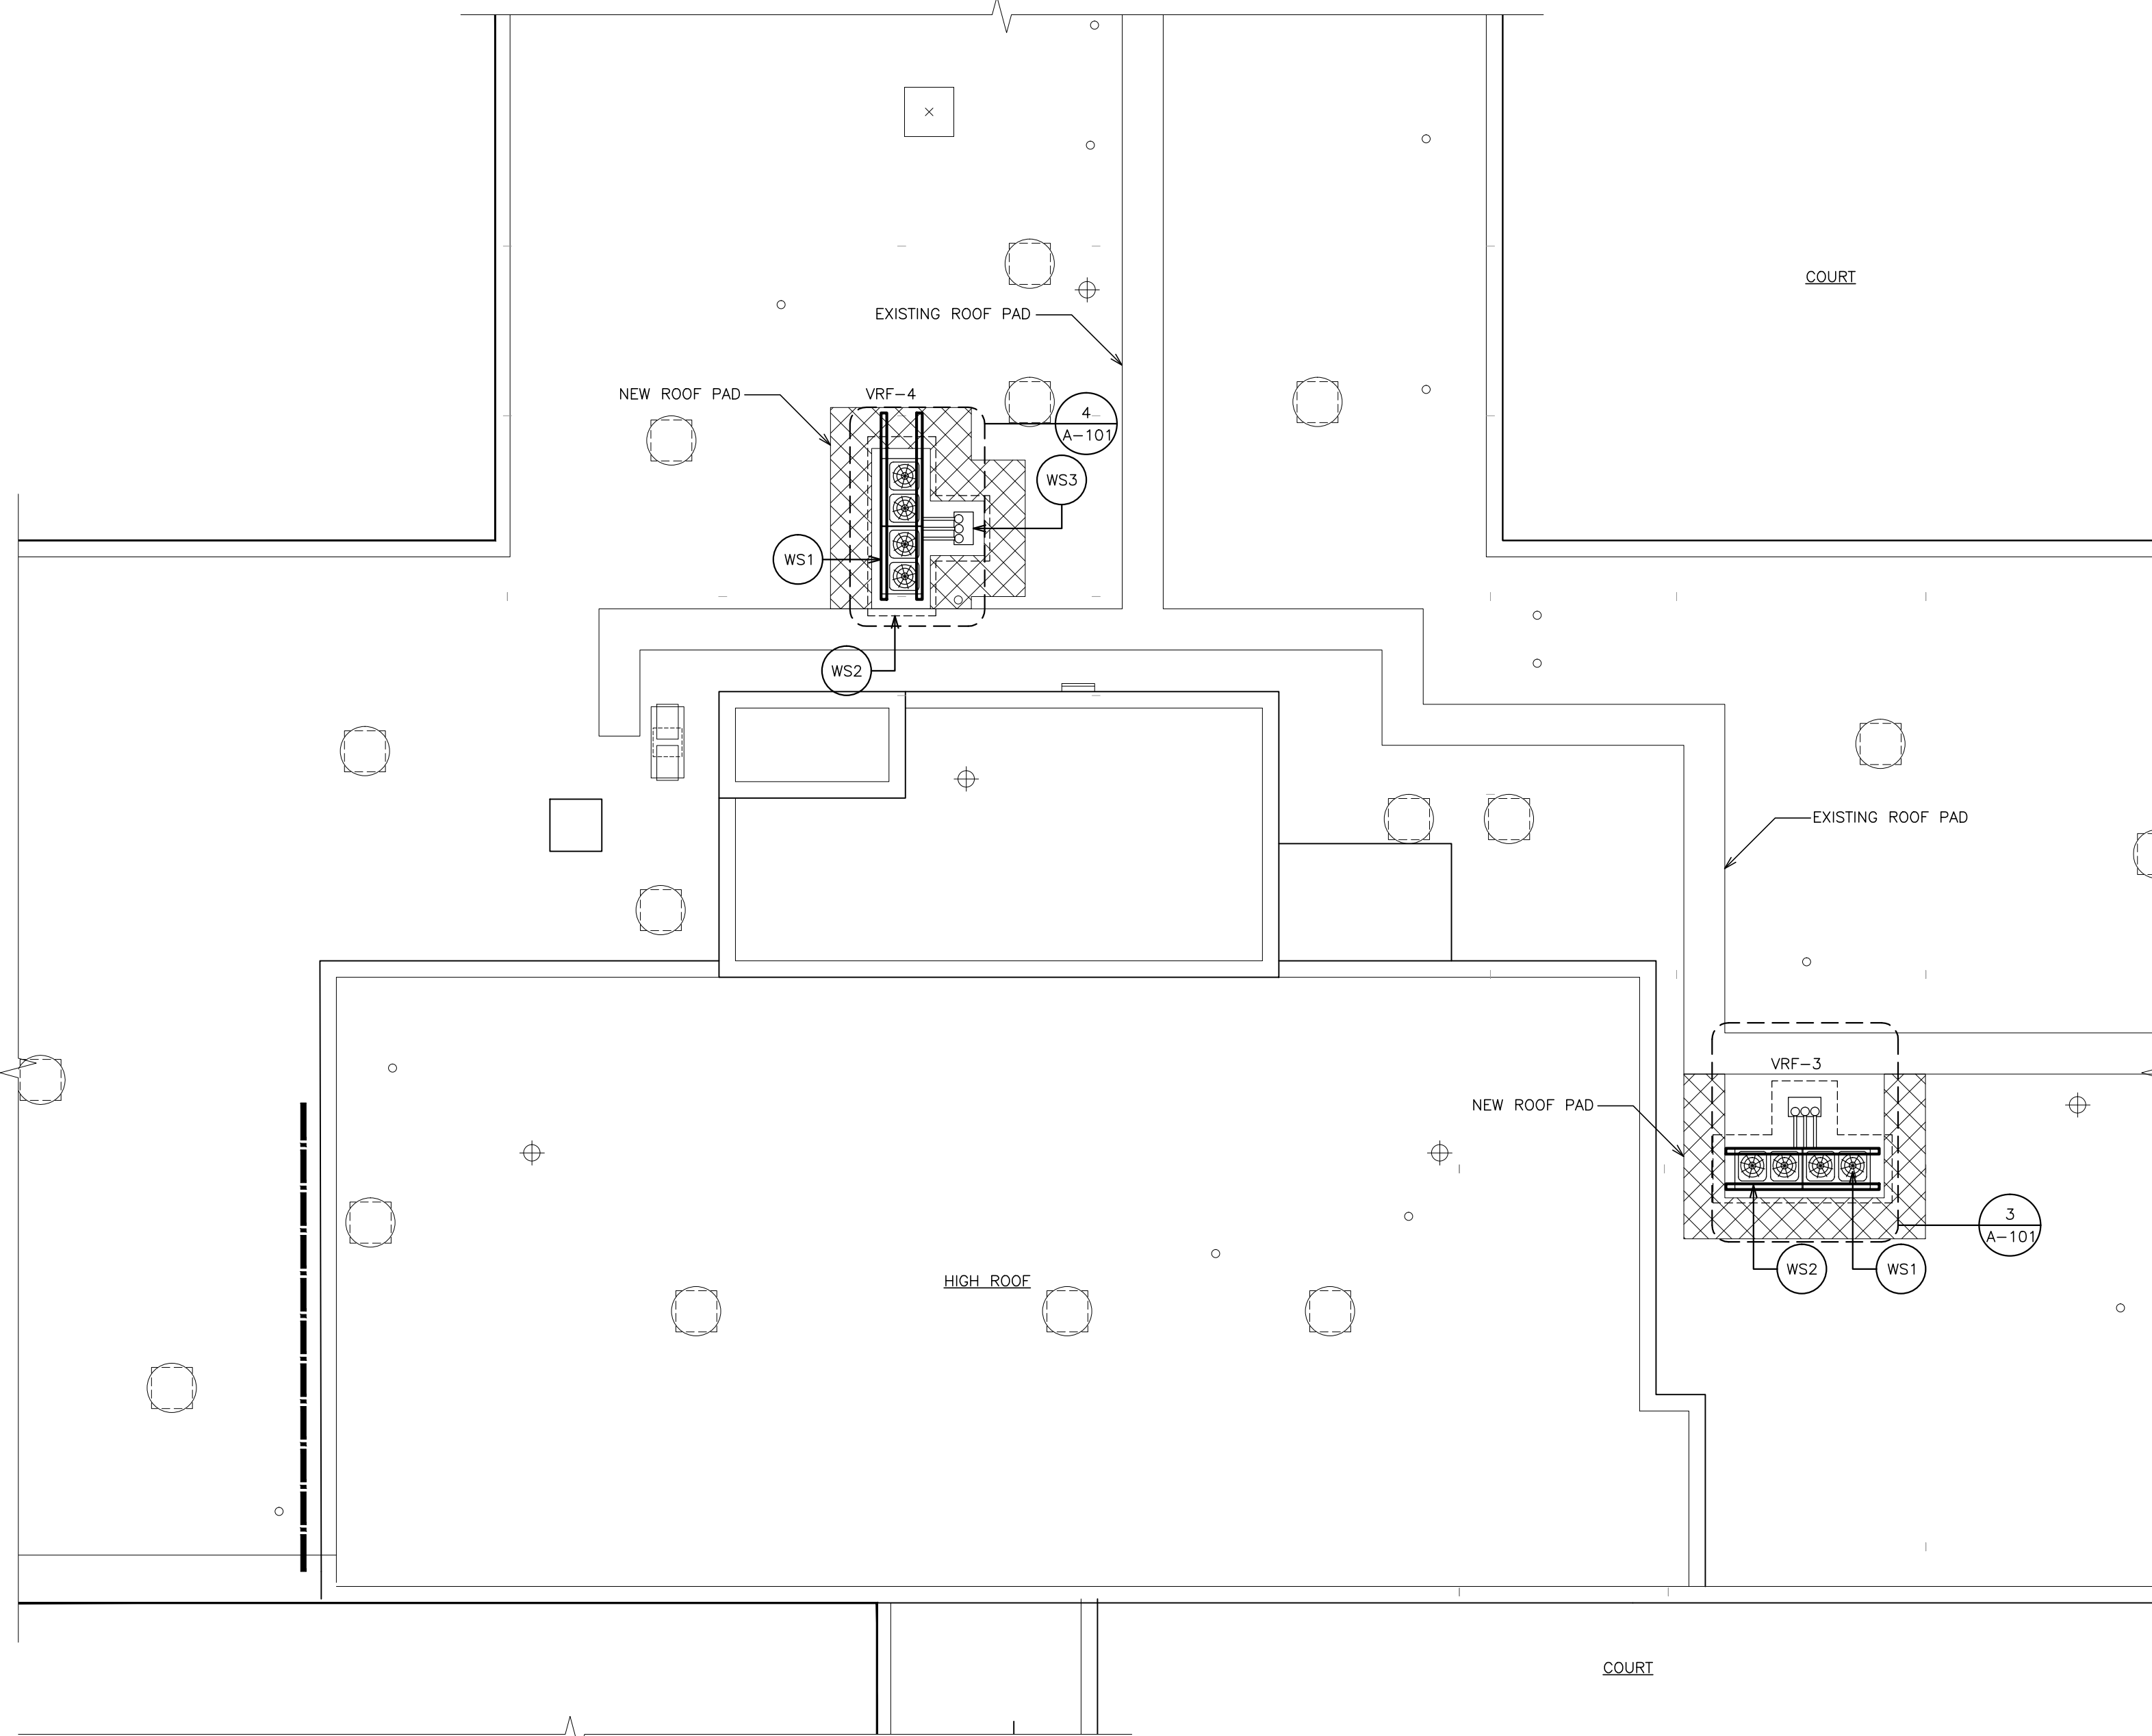 COURT
EXISTING ROOF PAD
NEW ROOF PAD
VRF-4
4
A-101
WS3
WS1
WS2
EXISTING ROOF PAD
VRF-3
NEW ROOF PAD
3
A-101
WS2
WS1
HIGH ROOF
COURT